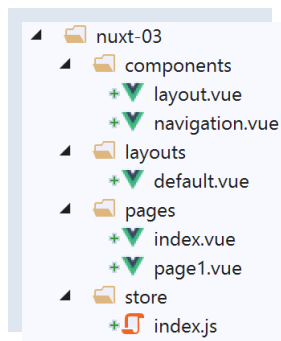 nuxt-03
components
layout.vue
navigation.vue
layouts
default.vue
pages
index.vue
page1.vue
store
index.js